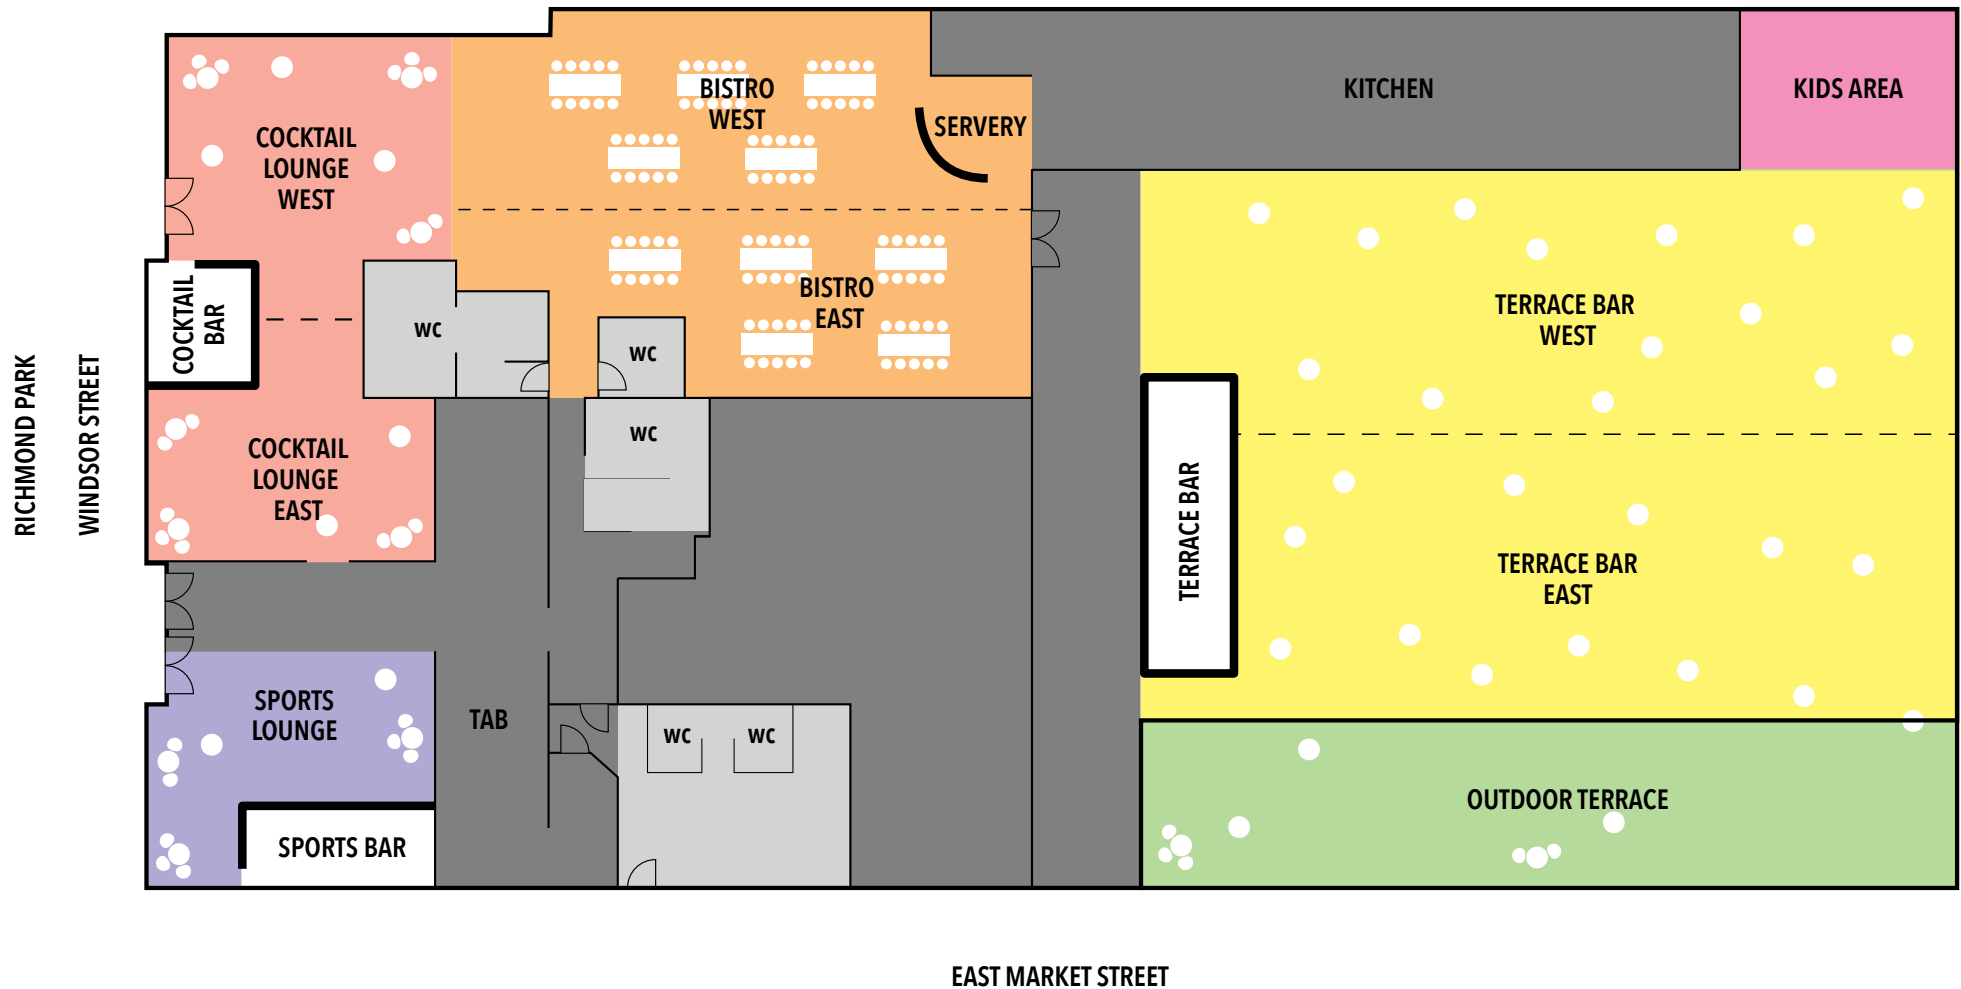 BISTRO
WEST
KITCHEN
KIDS AREA
COCKTAIL
LOUNGE
WEST
SERVERY
COCKTAIL
BAR
WC
BISTRO
EAST
WC
TERRACE BAR
WEST
RICHMOND PARK
WINDSOR STREET
COCKTAIL
LOUNGE
EAST
WC
TERRACE BAR
TERRACE BAR
EAST
SPORTS
LOUNGE
TAB
WC
WC
OUTDOOR TERRACE
SPORTS BAR
EAST MARKET STREET